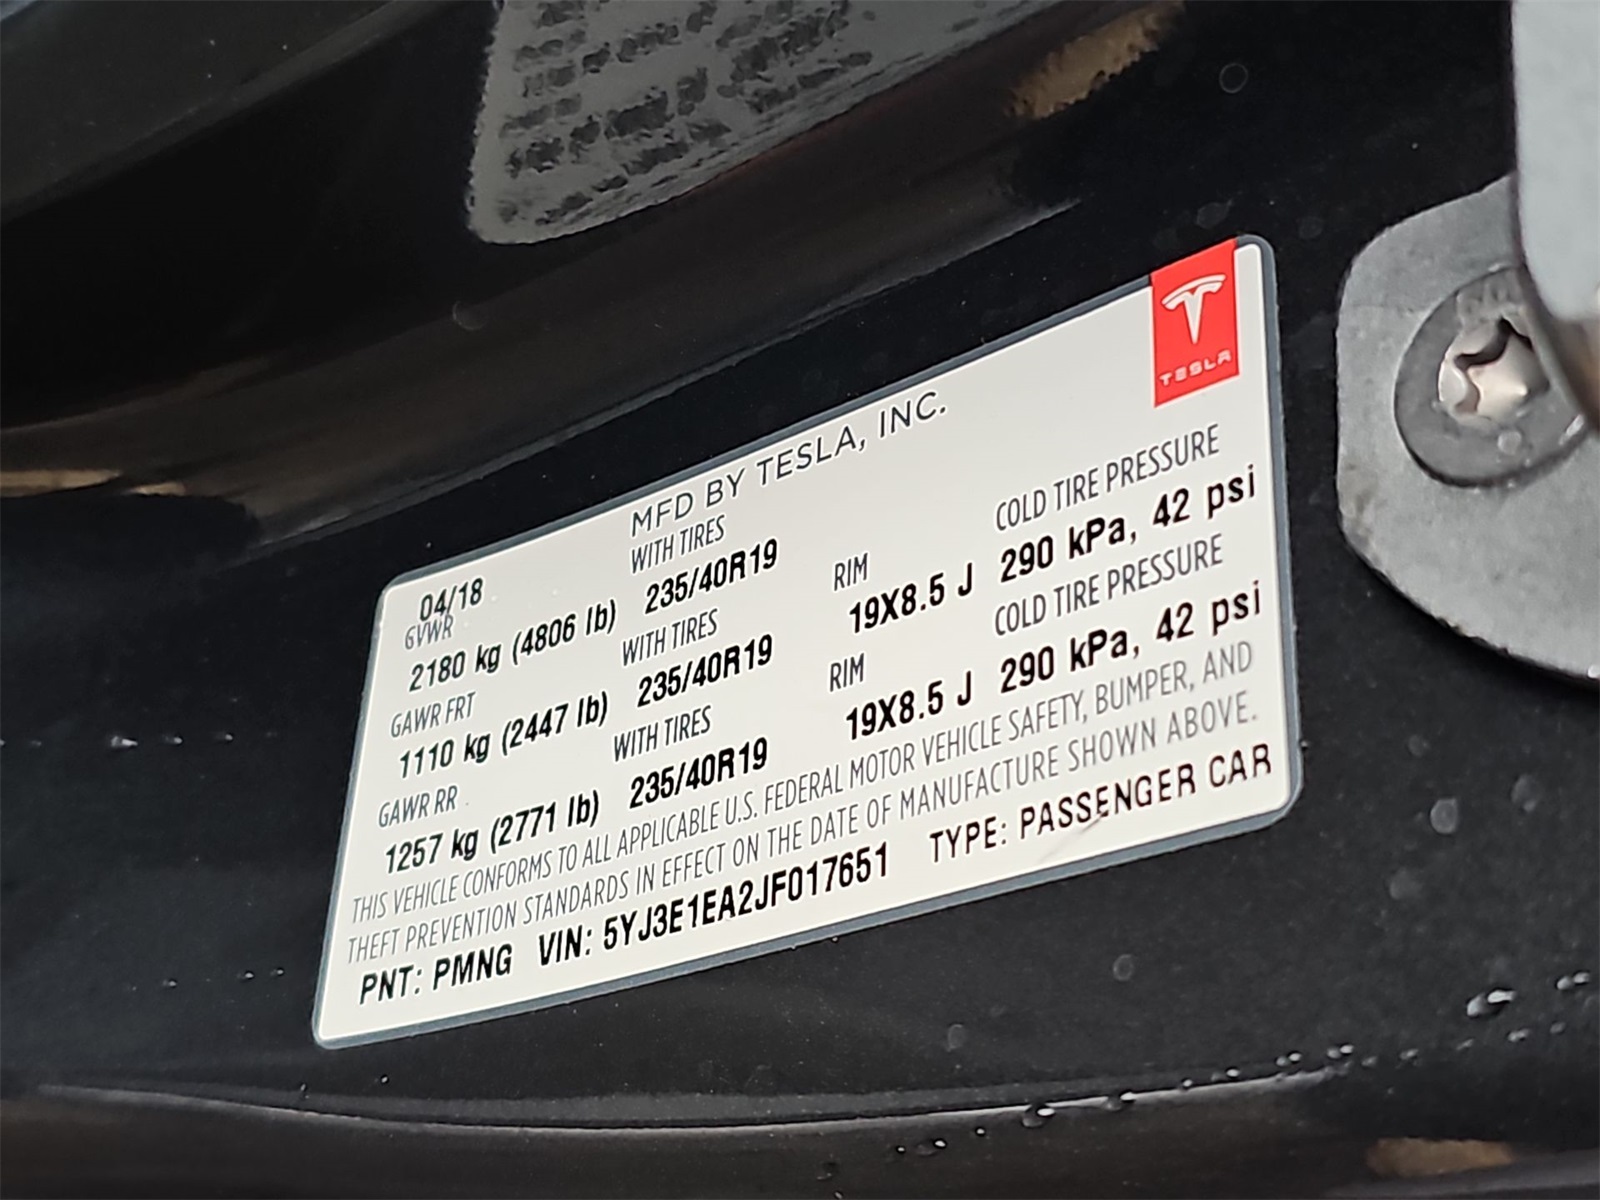 TESLA
MFD BY TESLA, INC.
04/18
GVWR WITH TIRES
2180 kg (4806 lb) 235/40R19 RIM COLD TIRE PRESSURE
GAWR FRT WITH TIRES 19X8.5 J 290 kPa, 42 psi
1110 kg (2447 lb) 235/40R19 RIM COLD TIRE PRESSURE
GAWR RR WITH TIRES 19X8.5 J 290 kPa, 42 psi
1257 kg (2771 lb) 235/40R19
THIS VEHICLE CONFORMS TO ALL APPLICABLE U.S. FEDERAL MOTOR VEHICLE SAFETY, BUMPER, AND
THEFT PREVENTION STANDARDS IN EFFECT ON THE DATE OF MANUFACTURE SHOWN ABOVE.
PNT: PMNG VIN: 5YJ3E1EA2JF017651 TYPE: PASSENGER CAR